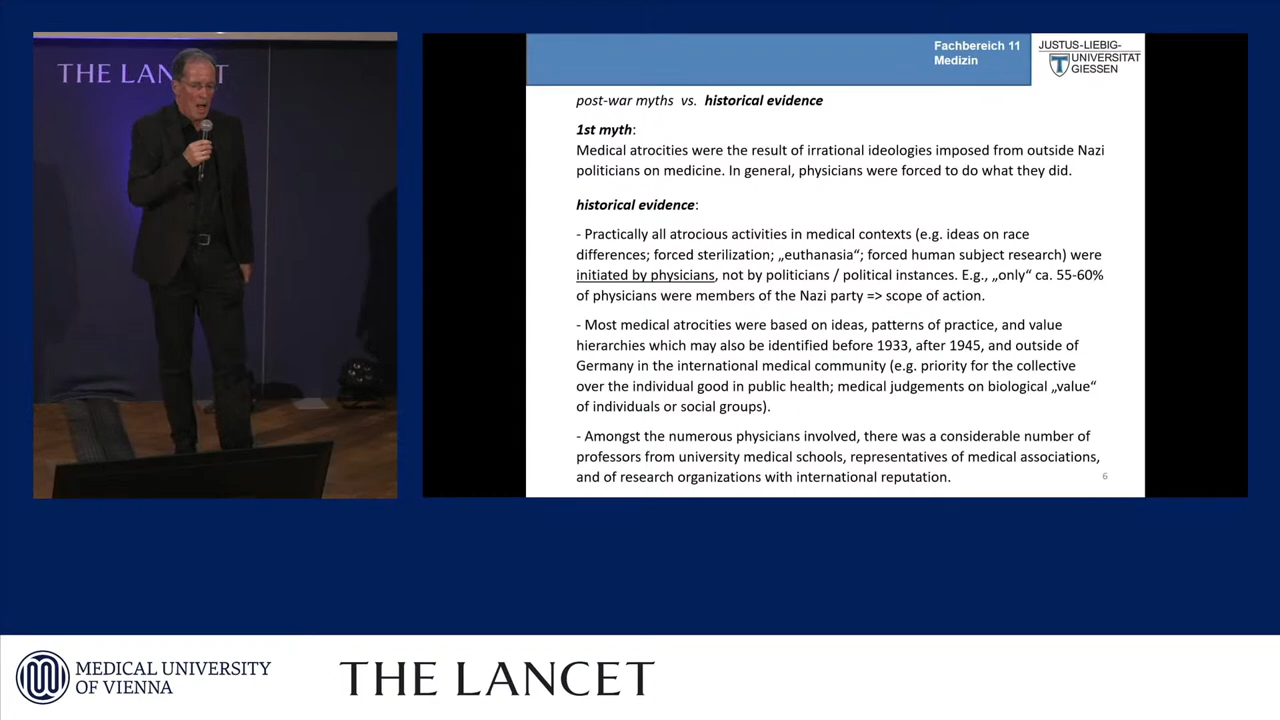 THE LANCET
Fachbereich 11
Medizin
JUSTUS-LIEBIG-
UNIVERSITAT
GIESSEN
post-war myths vs. historical evidence
1st myth:
Medical atrocities were the result of irrational ideologies imposed from outside Nazi
politicians on medicine. In general, physicians were forced to do what they did.
historical evidence:
- Practically all atrocious activities in medical contexts (e.g. ideas on race
differences; forced sterilization; „euthanasia“; forced human subject research) were
initiated by physicians, not by politicians / political instances. E.g., „only“ ca. 55-60%
of physicians were members of the Nazi party => scope of action.
- Most medical atrocities were based on ideas, patterns of practice, and value
hierarchies which may also be identified before 1933, after 1945, and outside of
Germany in the international medical community (e.g. priority for the collective
over the individual good in public health; medical judgements on biological „value“
of individuals or social groups).
- Amongst the numerous physicians involved, there was a considerable number of
professors from university medical schools, representatives of medical associations,
and of research organizations with international reputation.
6
MEDICAL UNIVERSITY
OF VIENNA
THE LANCET